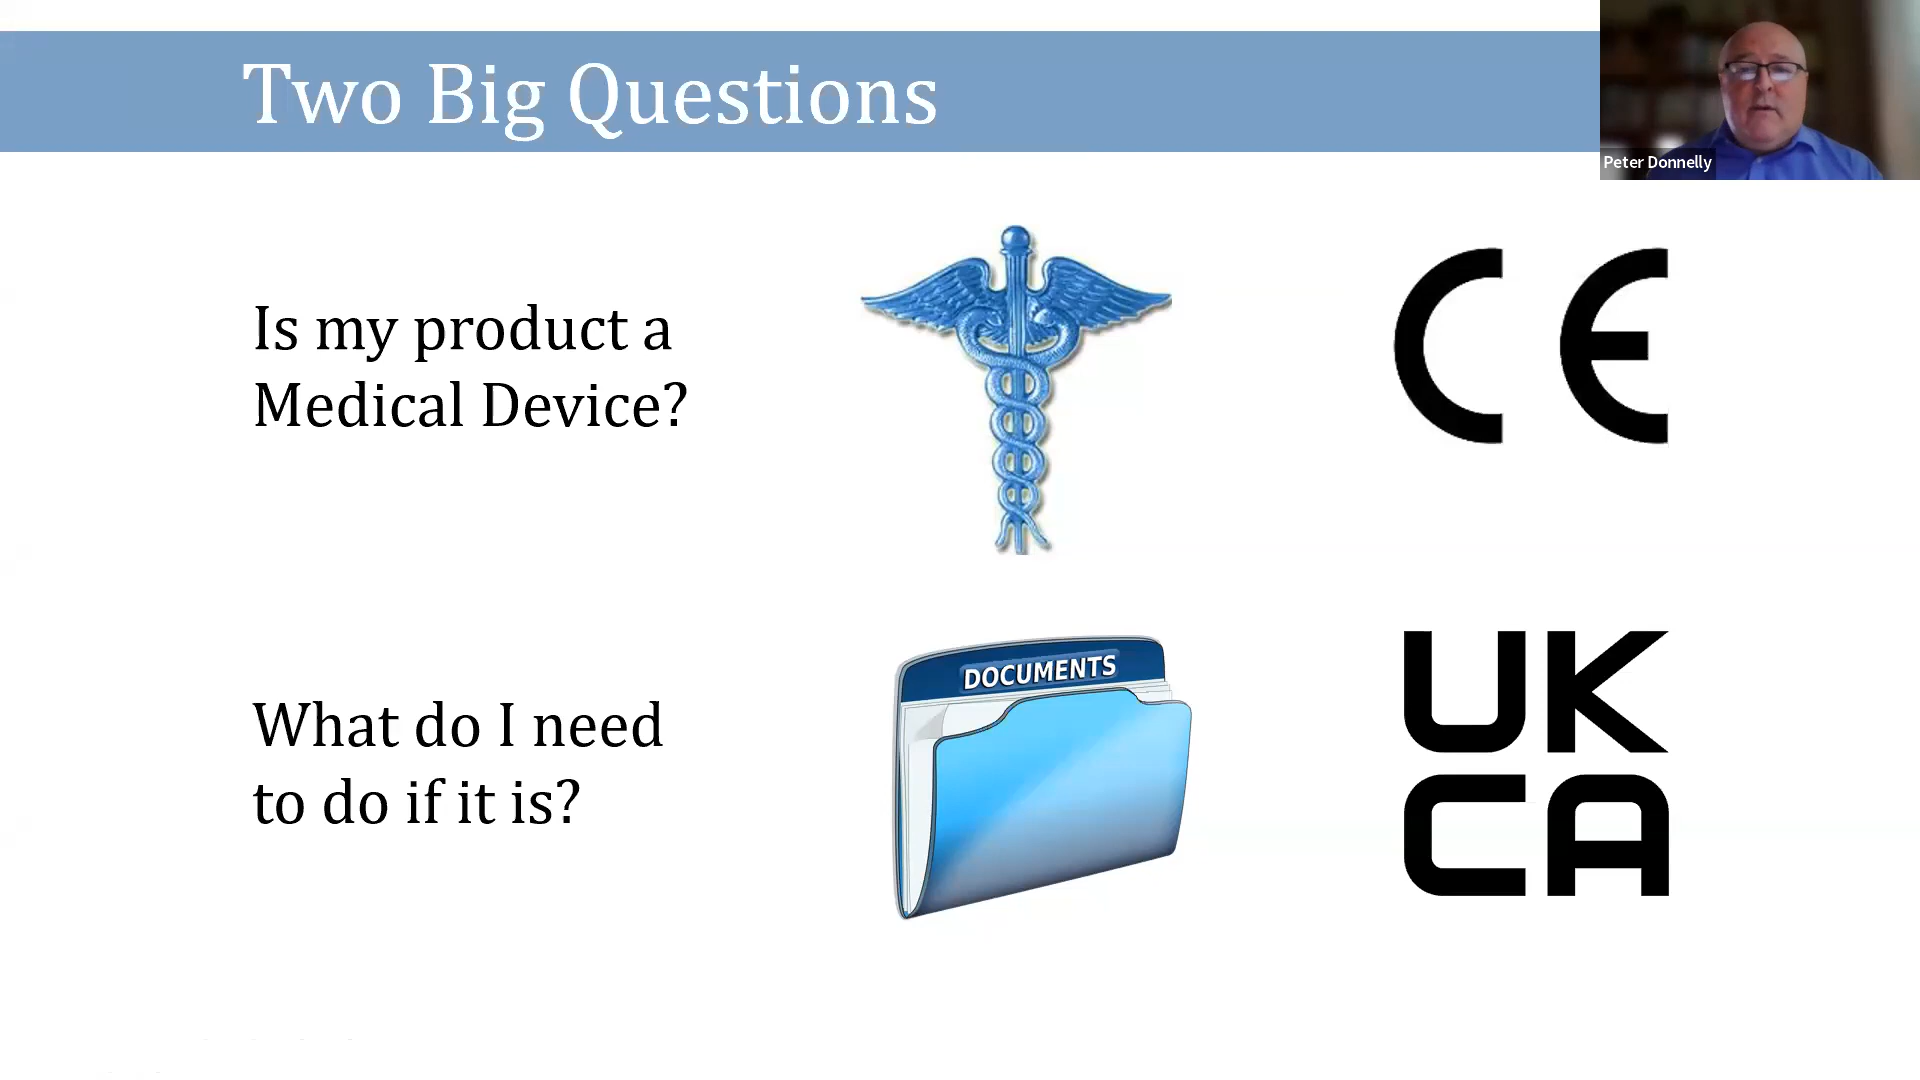 Two Big Questions
Peter Donnelly
Is my product a
Medical Device?
CE
What do I need
to do if it is?
DOCUMENTS
UK
CA